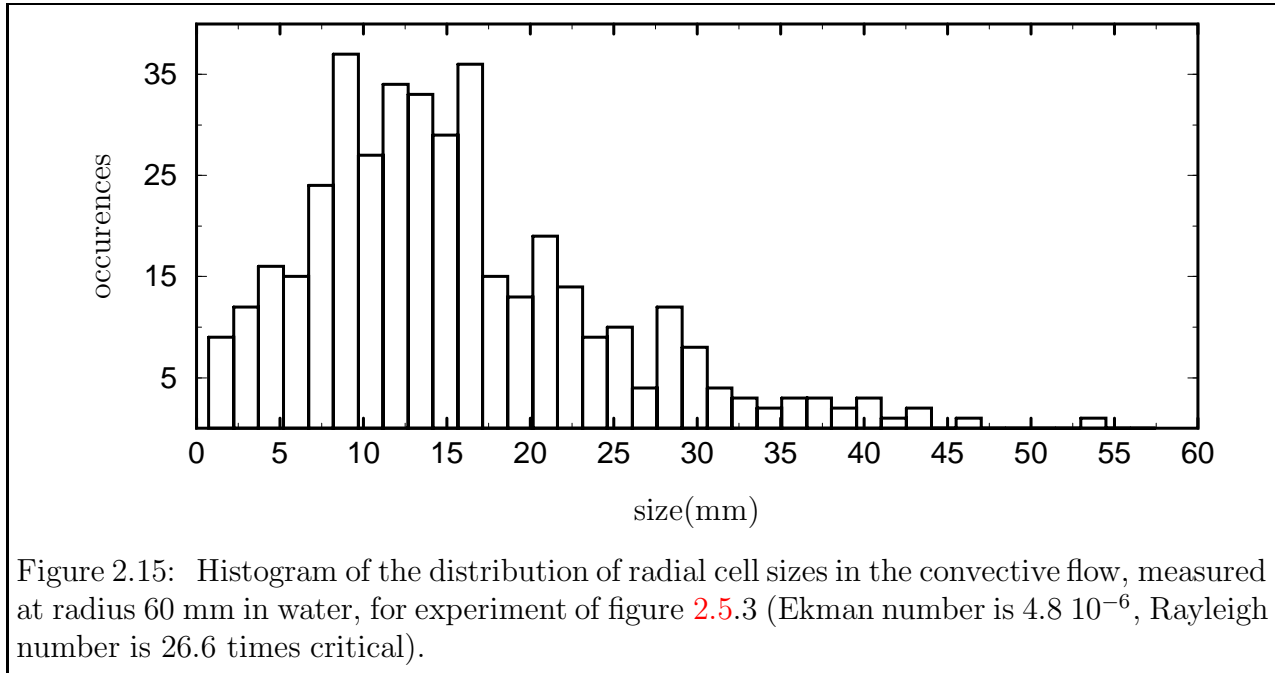 35
25
15
5
occurences
0 5 10 15 20 25 30 35 40 45 50 55 60
size(mm)
Figure 2.15: Histogram of the distribution of radial cell sizes in the convective flow, measured
at radius 60 mm in water, for experiment of figure 2.5.3 (Ekman number is 4.8 10⁻⁶, Rayleigh
number is 26.6 times critical).